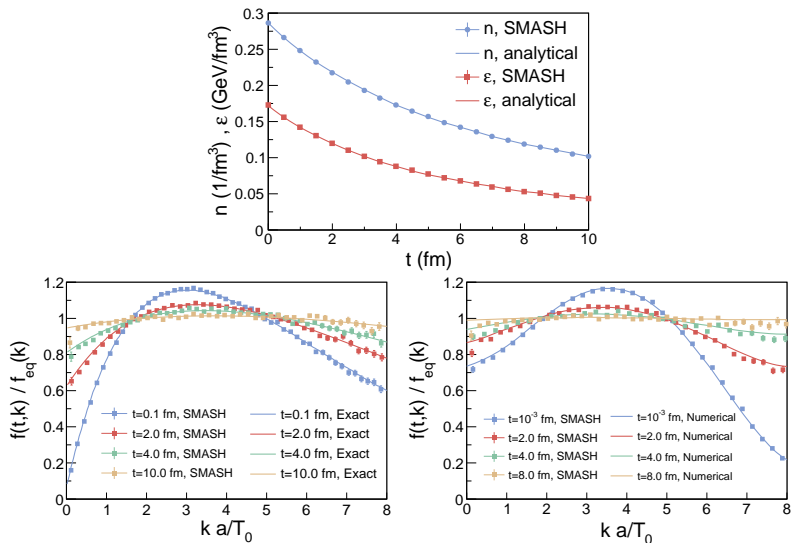 n (1/fm³) , ε (GeV/fm³)
0.3
0.25
0.2
0.15
0.1
0.05
0
n, SMASH
n, analytical
ε, SMASH
ε, analytical
0 2 4 6 8 10
t (fm)
f(t,k) / f_eq(k)
1.2
1
0.8
0.6
0.4
0.2
0
t=0.1 fm, SMASH t=0.1 fm, Exact
t=2.0 fm, SMASH t=2.0 fm, Exact
t=4.0 fm, SMASH t=4.0 fm, Exact
t=10.0 fm, SMASH t=10.0 fm, Exact
0 1 2 3 4 5 6 7 8
k a/T₀
f(t,k) / f_eq(k)
1.2
1
0.8
0.6
0.4
0.2
0
t=10⁻³ fm, SMASH t=10⁻³ fm, Numerical
t=2.0 fm, SMASH t=2.0 fm, Numerical
t=4.0 fm, SMASH t=4.0 fm, Numerical
t=8.0 fm, SMASH t=8.0 fm, Numerical
0 1 2 3 4 5 6 7 8
k a/T₀